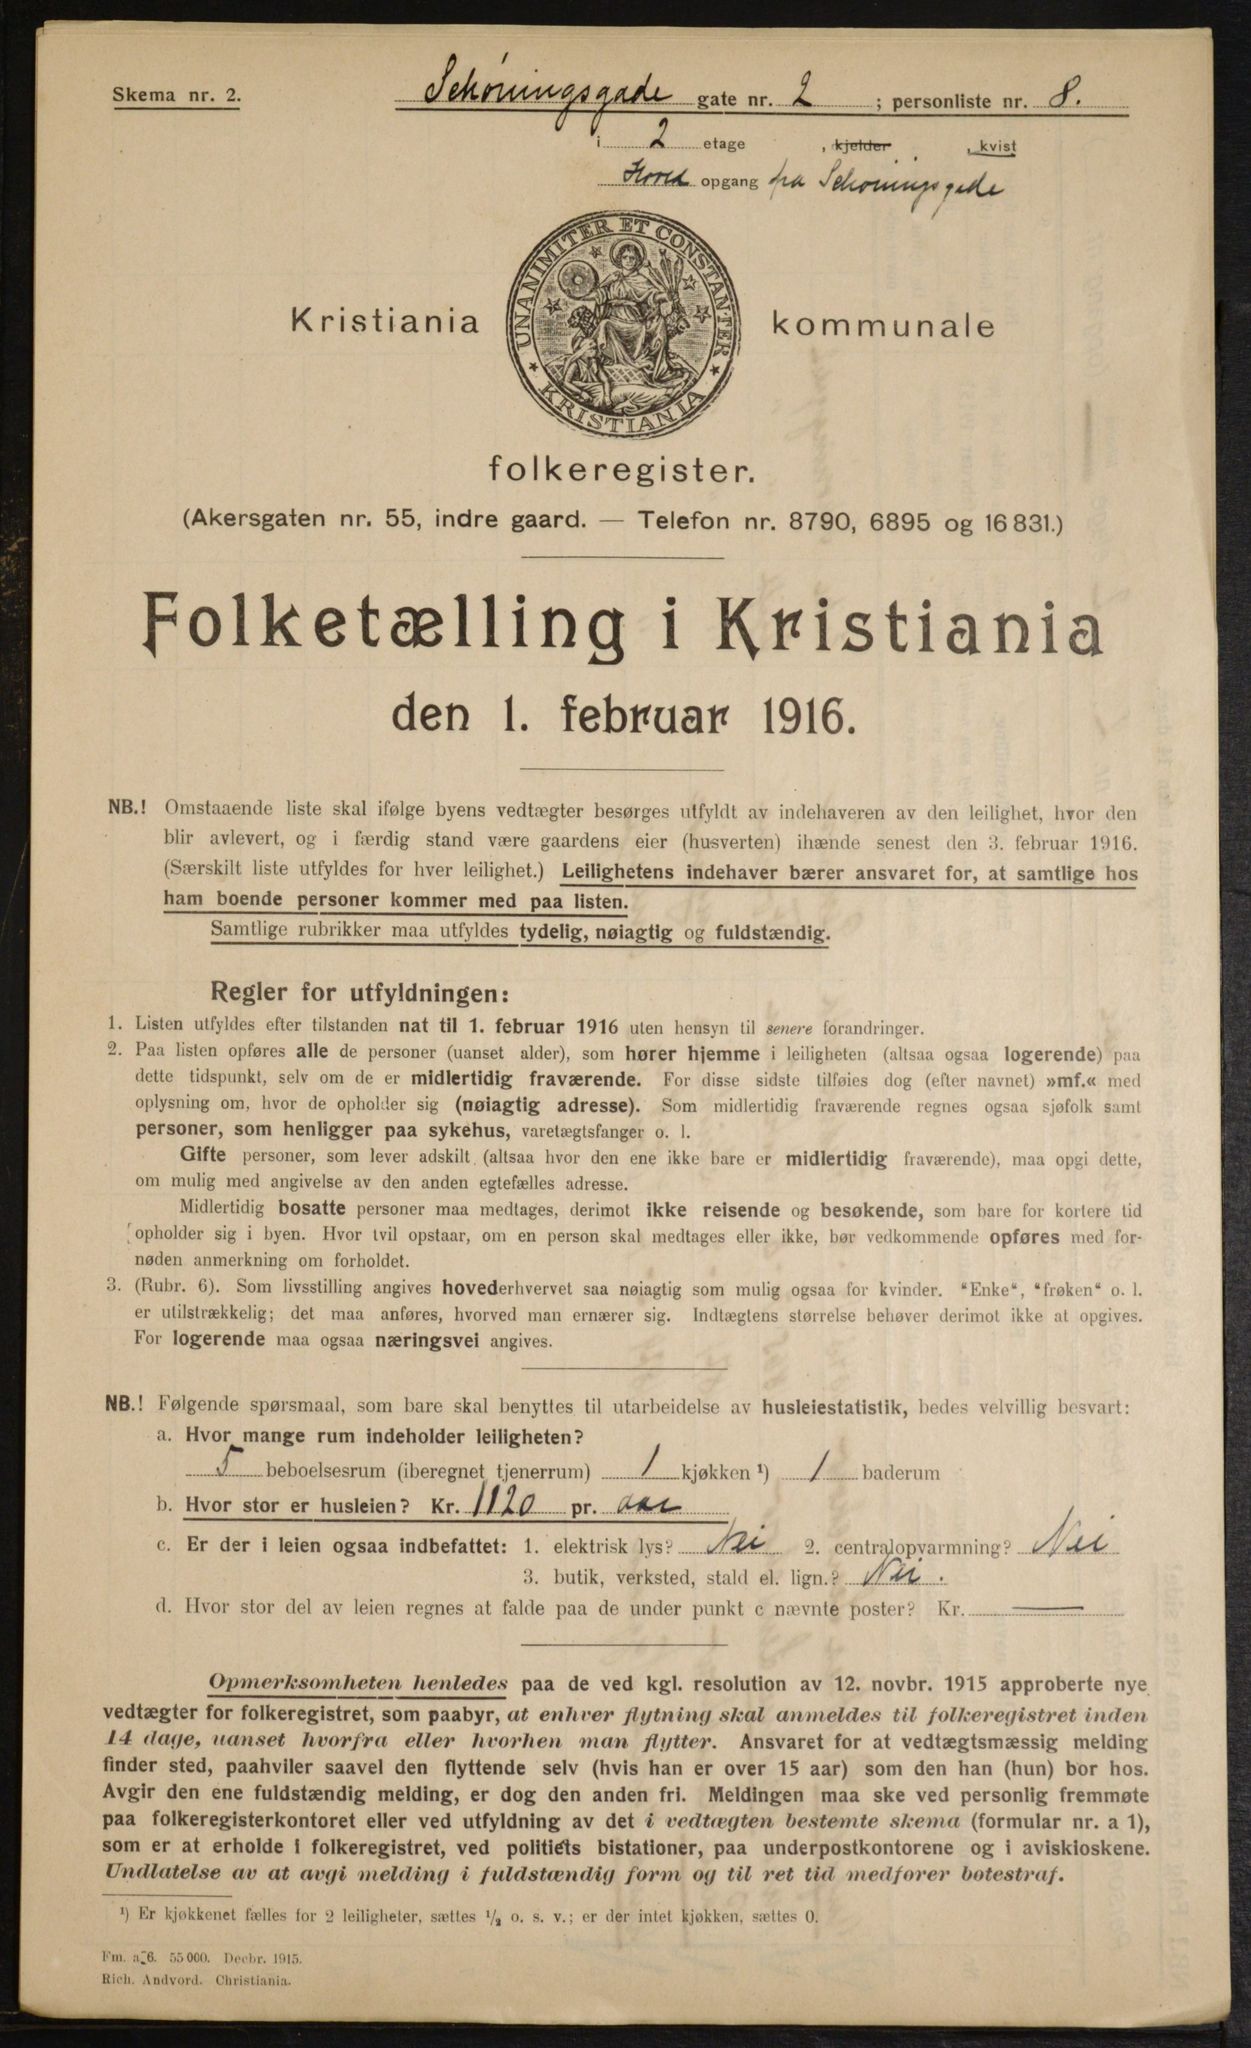 Skema nr. 2.
Schøningsgade gate nr. 2 ; personliste nr. 8.
i 2 etage , kjelder , kvist
Hoved opgang fra Schøningsgade
UNANIMITER ET CONSTANTER
KRISTIANIA
Kristiania kommunale
folkeregister.
(Akersgaten nr. 55, indre gaard. — Telefon nr. 8790, 6895 og 16 831.)
Folketælling i Kristiania
den 1. februar 1916.
NB.! Omstaaende liste skal ifølge byens vedtægter besørges utfyldt av indehaveren av den leilighet, hvor den
blir avlevert, og i færdig stand være gaardens eier (husverten) ihænde senest den 3. februar 1916.
(Særskilt liste utfyldes for hver leilighet.) Leilighetens indehaver bærer ansvaret for, at samtlige hos
ham boende personer kommer med paa listen.
Samtlige rubrikker maa utfyldes tydelig, nøiagtig og fuldstændig.
Regler for utfyldningen:
1. Listen utfyldes efter tilstanden nat til 1. februar 1916 uten hensyn til senere forandringer.
2. Paa listen opføres alle de personer (uanset alder), som hører hjemme i leiligheten (altsaa ogsaa logerende) paa
dette tidspunkt, selv om de er midlertidig fraværende. For disse sidste tilføies dog (efter navnet) »mf.« med
oplysning om, hvor de opholder sig (nøiagtig adresse). Som midlertidig fraværende regnes ogsaa sjøfolk samt
personer, som henligger paa sykehus, varetægtsfanger o. l.
Gifte personer, som lever adskilt (altsaa hvor den ene ikke bare er midlertidig fraværende), maa opgi dette,
om mulig med angivelse av den anden egtefælles adresse.
Midlertidig bosatte personer maa medtages, derimot ikke reisende og besøkende, som bare for kortere tid
opholder sig i byen. Hvor tvil opstaar, om en person skal medtages eller ikke, bør vedkommende opføres med for-
nøden anmerkning om forholdet.
3. (Rubr. 6). Som livsstilling angives hovederhvervet saa nøiagtig som mulig ogsaa for kvinder. "Enke", "frøken" o. l.
er utilstrækkelig; det maa anføres, hvorved man ernærer sig. Indtægtens størrelse behøver derimot ikke at opgives.
For logerende maa ogsaa næringsvei angives.
NB.! Følgende spørsmaal, som bare skal benyttes til utarbeidelse av husleiestatistik, bedes velvillig besvart:
a. Hvor mange rum indeholder leiligheten?
5 beboelsesrum (iberegnet tjenerrum) 1 kjøkken ¹) 1 baderum
b. Hvor stor er husleien? Kr. 1120 pr. aar
c. Er der i leien ogsaa indbefattet: 1. elektrisk lys? Nei 2. centralopvarmning? Nei
3. butik, verksted, stald el. lign.? Nei.
d. Hvor stor del av leien regnes at falde paa de under punkt c nævnte poster? Kr. —
Opmerksomheten henledes paa de ved kgl. resolution av 12. novbr. 1915 approberte nye
vedtægter for folkeregistret, som paabyr, at enhver flytning skal anmeldes til folkeregistret inden
14 dage, uanset hvorfra eller hvorhen man flytter. Ansvaret for at vedtægtsmæssig melding
finder sted, paahviler saavel den flyttende selv (hvis han er over 15 aar) som den han (hun) bor hos.
Avgir den ene fuldstændig melding, er dog den anden fri. Meldingen maa ske ved personlig fremmøte
paa folkeregisterkontoret eller ved utfyldning av det i vedtægten bestemte skema (formular nr. a 1),
som er at erholde i folkeregistret, ved politiets bistationer, paa underpostkontorene og i aviskioskene.
Undlatelse av at avgi melding i fuldstændig form og til ret tid medfører botestraf.
¹) Er kjøkkenet fælles for 2 leiligheter, sættes ½ o. s. v.; er der intet kjøkken, sættes 0.
Fm. a 6. 55 000. Decbr. 1915.
Rich. Andvord. Christiania.